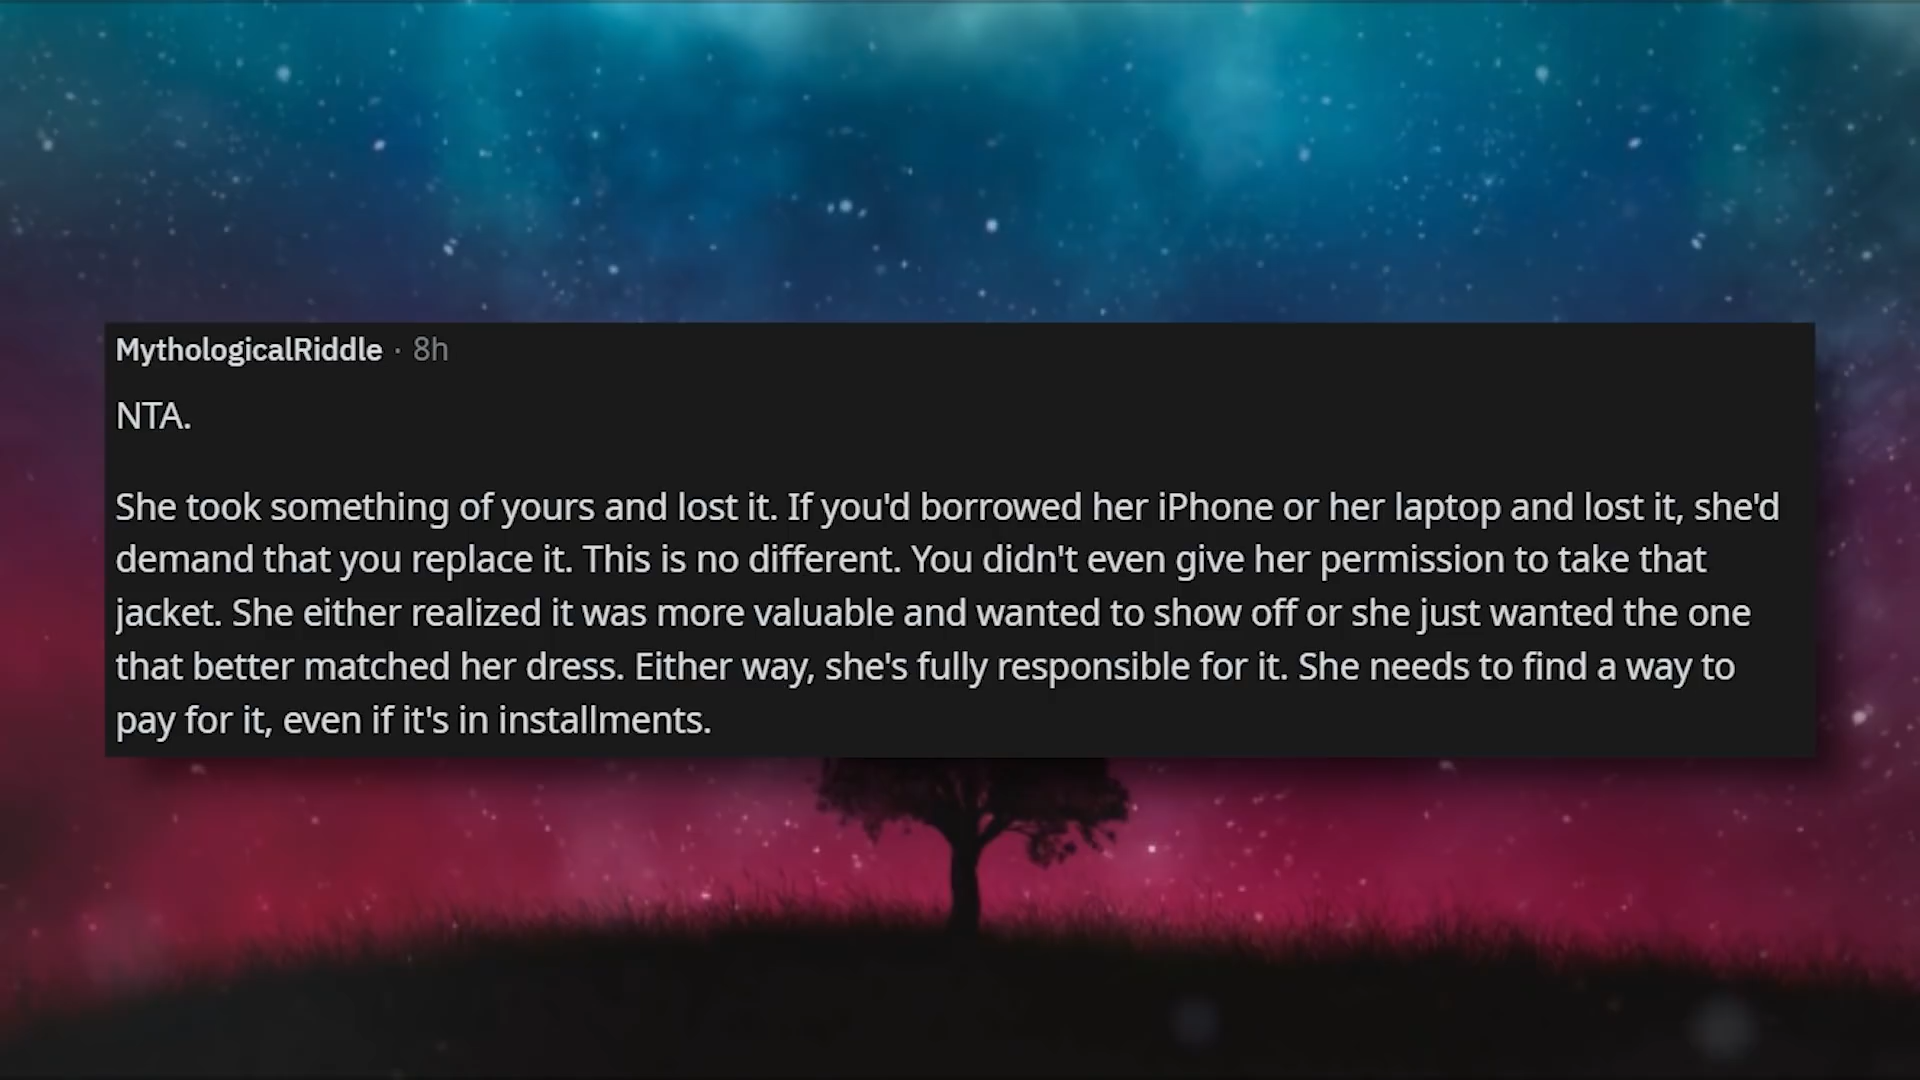 MythologicalRiddle · 8h
NTA.
She took something of yours and lost it. If you'd borrowed her iPhone or her laptop and lost it, she'd
demand that you replace it. This is no different. You didn't even give her permission to take that
jacket. She either realized it was more valuable and wanted to show off or she just wanted the one
that better matched her dress. Either way, she's fully responsible for it. She needs to find a way to
pay for it, even if it's in installments.